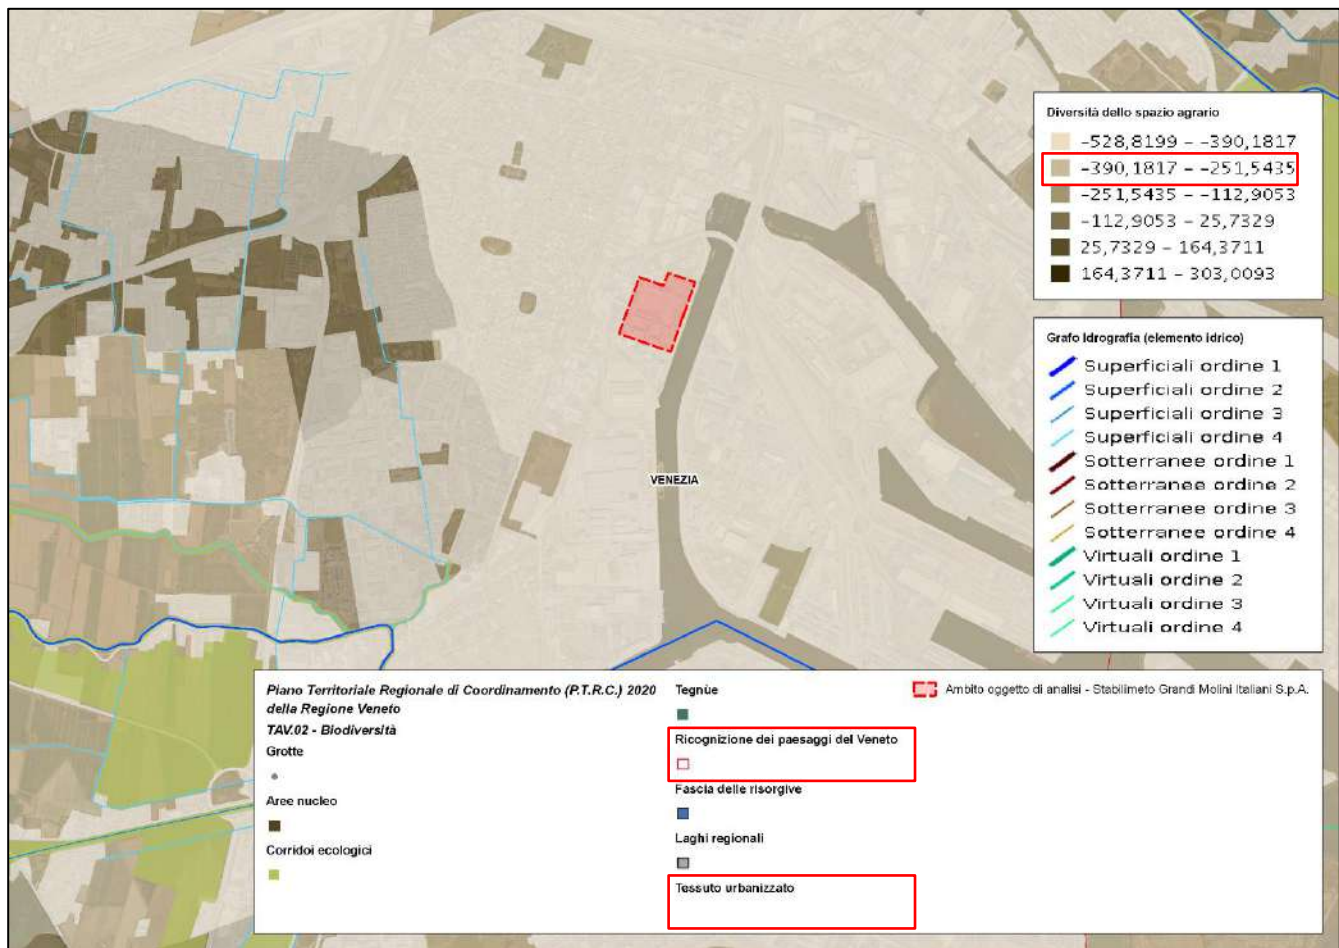 Diversità dello spazio agrario
-528,8199 – -390,1817
-390,1817 – -251,5435
-251,5435 – -112,9053
-112,9053 – 25,7329
25,7329 – 164,3711
164,3711 – 303,0093
Grafo Idrografia (elemento idrico)
Superficiali ordine 1
Superficiali ordine 2
Superficiali ordine 3
Superficiali ordine 4
Sotterranee ordine 1
Sotterranee ordine 2
Sotterranee ordine 3
Sotterranee ordine 4
Virtuali ordine 1
Virtuali ordine 2
Virtuali ordine 3
Virtuali ordine 4
VENEZIA
Piano Territoriale Regionale di Coordinamento (P.T.R.C.) 2020
della Regione Veneto
TAV.02 - Biodiversità
Grotte
Aree nucleo
Corridoi ecologici
Tegnùe
Ricognizione dei paesaggi del Veneto
Fascia delle risorgive
Laghi regionali
Tessuto urbanizzato
Ambito oggetto di analisi - Stabilimeto Grandi Molini Italiani S.p.A.